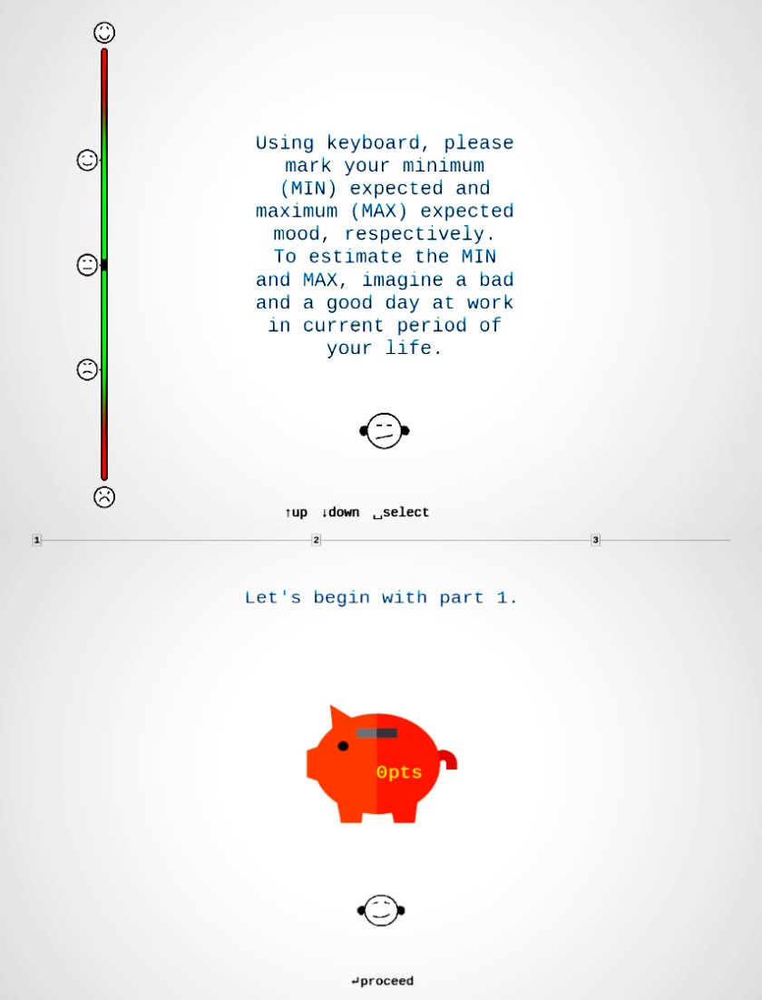 Using keyboard, please
mark your minimum
(MIN) expected and
maximum (MAX) expected
mood, respectively.
To estimate the MIN
and MAX, imagine a bad
and a good day at work
in current period of
your life.
↑up ↓down ␣select
1 2 3
Let's begin with part 1.
0pts
↵proceed